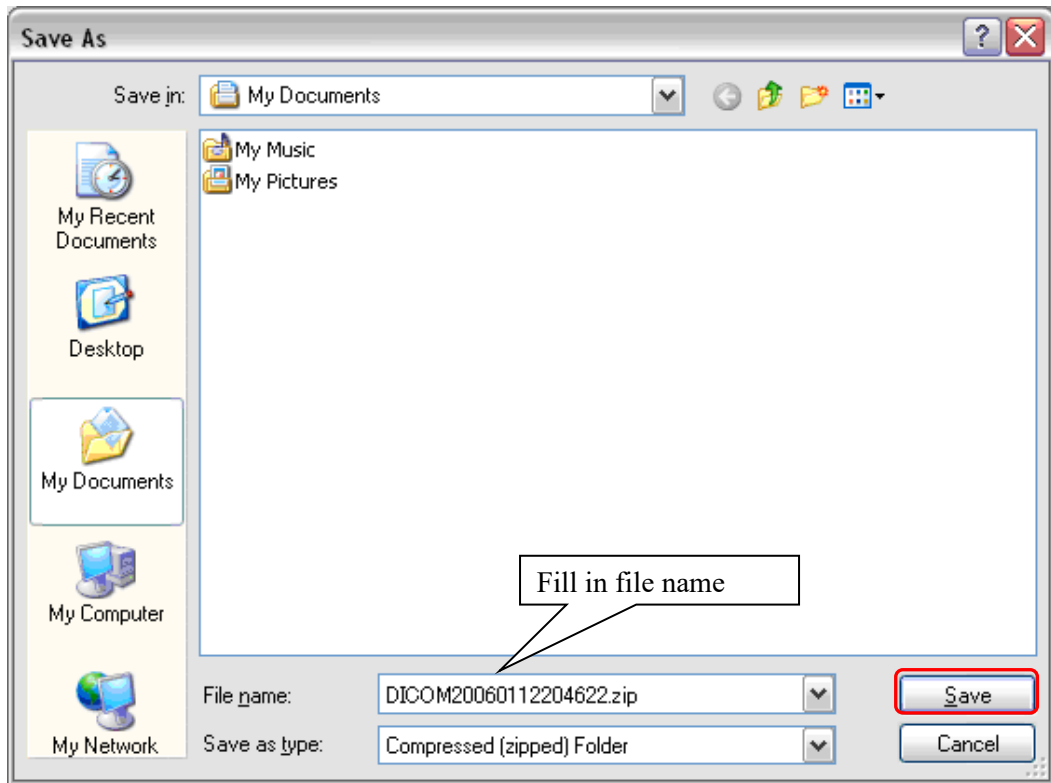 Save As
Save in:
My Documents
My Music
My Pictures
My Recent
Documents
Desktop
My Documents
My Computer
My Network
Fill in file name
File name:
DICOM20060112204622.zip
Save
Save as type:
Compressed (zipped) Folder
Cancel